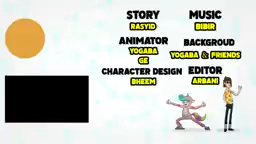 STORY
RASYID
ANIMATOR
YOGABA
GE
CHARACTER DESIGN
BHEEM
MUSIC
BIBIR
BACKGROUD
YOGABA & FRIENDS
EDITOR
ARBANI